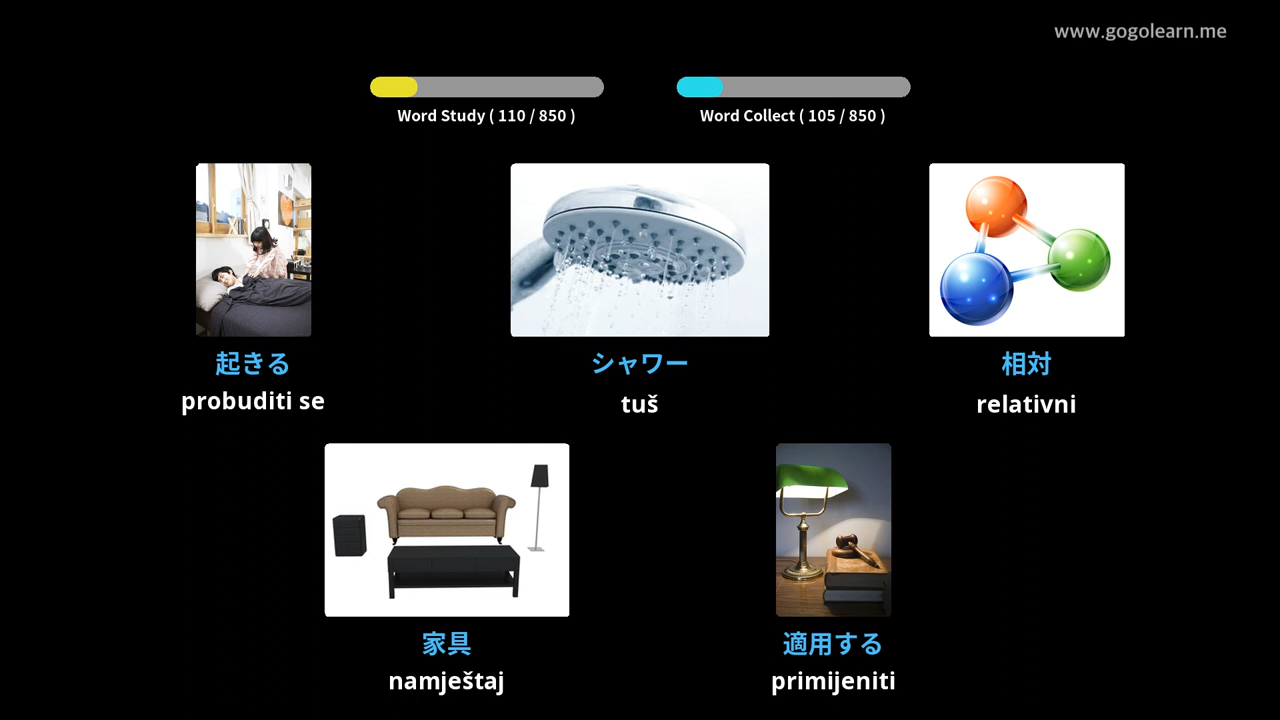 www.gogolearn.me
Word Study ( 110 / 850 )
Word Collect ( 105 / 850 )
起きる
probuditi se
シャワー
tuš
相対
relativni
家具
namještaj
適用する
primijeniti